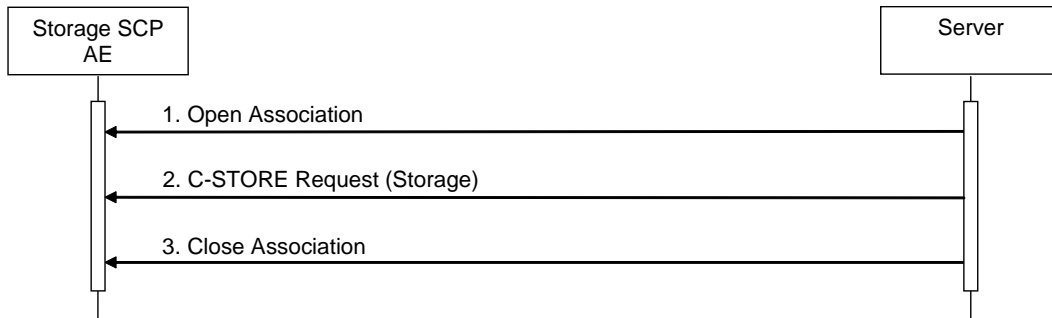 Storage SCP
AE
Server
1. Open Association
2. C-STORE Request (Storage)
3. Close Association